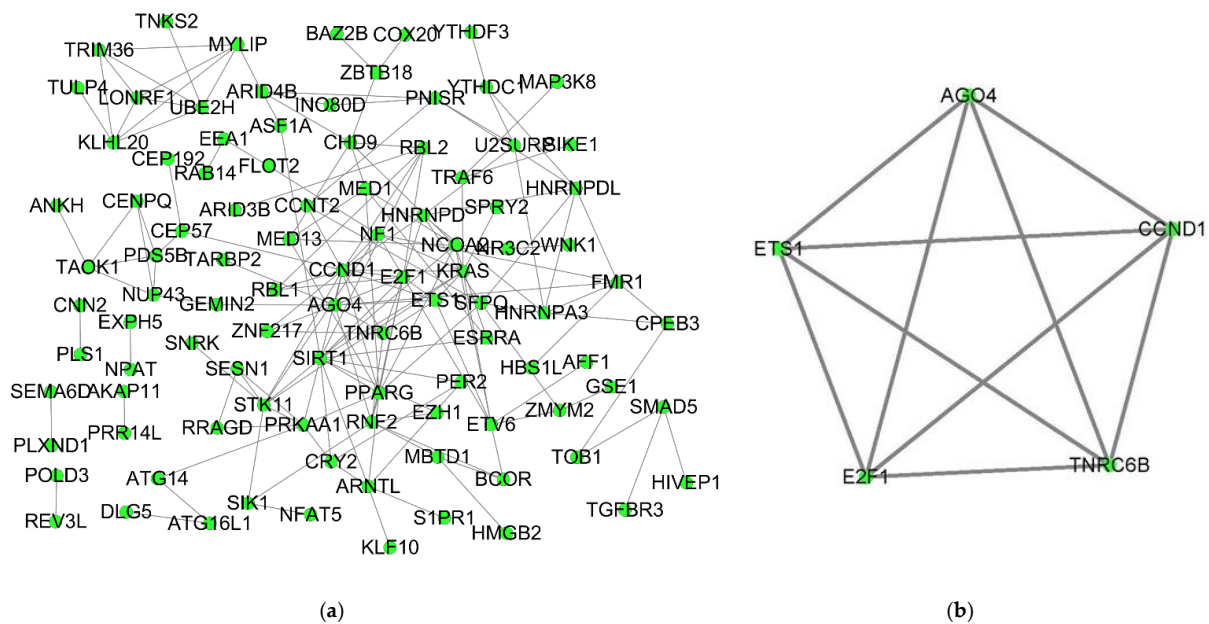 TNKS2
TRIM36
MYLIP
BAZ2B
COX20
YTHDF3
ZBTB18
TULP4
LONRF1
UBE2H
ARID4B
INO80D
PNISR
YTHDC1
MAP3K8
ASF1A
KLHL20
EEA1
CHD9
RBL2
U2SURP
SIKE1
CEP192
RAB14
FLOT2
TRAF6
HNRNPDL
MED1
ANKH
CENPQ
ARID3B
CCNT2
HNRNPD
SPRY2
CEP57
MED13
NF1
NCOA2
NR3C2
WNK1
TAOK1
PDS5B
TARBP2
CCND1
E2F1
KRAS
FMR1
NUP43
RBL1
CNN2
GEMIN2
AGO4
ETS1
SFPQ
HNRNPA3
EXPH5
ZNF217
TNRC6B
ESRRA
CPEB3
PLS1
SNRK
SIRT1
NPAT
SESN1
HBS1L
AFF1
SEMA6D
AKAP11
PPARG
PER2
GSE1
STK11
EZH1
ZMYM2
SMAD5
RRAGD
PRKAA1
RNF2
ETV6
PRR14L
PLXND1
TOB1
POLD3
ATG14
CRY2
MBTD1
BCOR
HIVEP1
ARNTL
REV3L
DLG5
ATG16L1
SIK1
NFAT5
S1PR1
HMGB2
TGFBR3
KLF10
(a)
AGO4
CCND1
ETS1
TNRC6B
E2F1
(b)